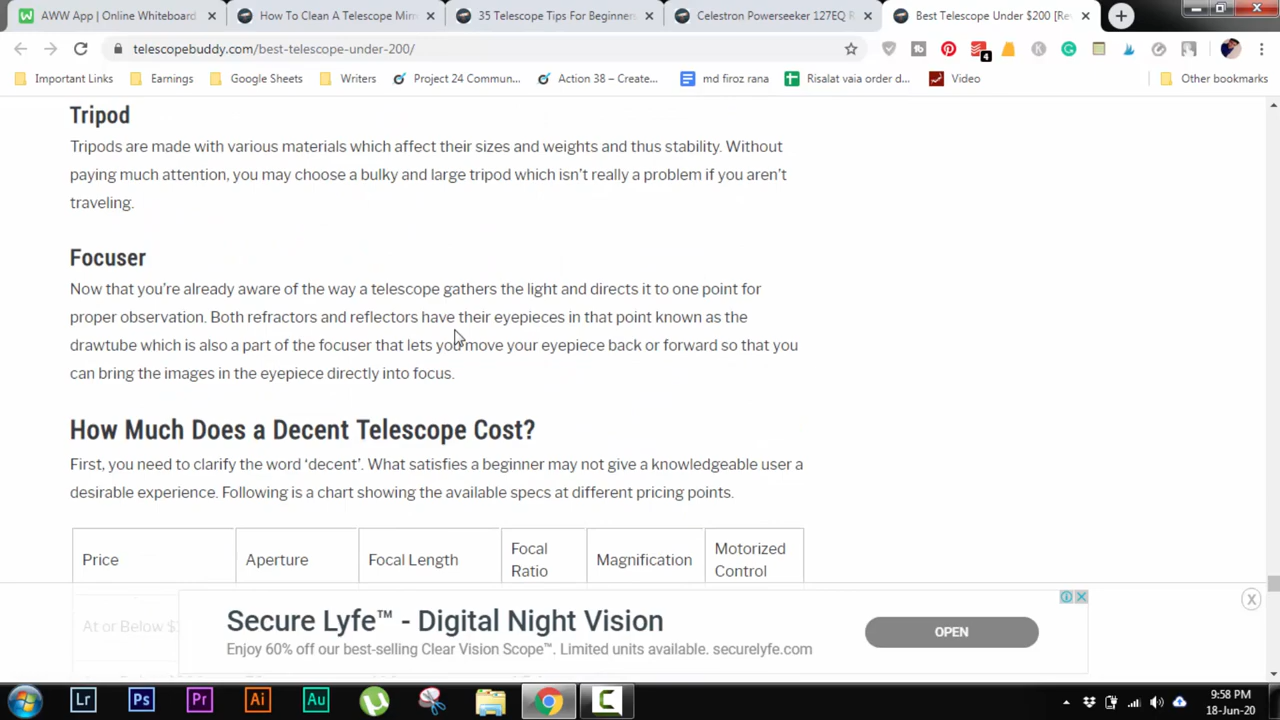 AWW App | Online Whiteboard
How To Clean A Telescope Mirr
35 Telescope Tips For Beginner
Celestron Powerseeker 127EQ R
Best Telescope Under $200 [Re
telescopebuddy.com/best-telescope-under-200/
4
Important Links
Earnings
Google Sheets
Writers
Project 24 Commun...
Action 38 – Create...
md firoz rana
Risalat vaia order d...
Video
Other bookmarks
Tripod
Tripods are made with various materials which affect their sizes and weights and thus stability. Without
paying much attention, you may choose a bulky and large tripod which isn’t really a problem if you aren’t
traveling.
Focuser
Now that you’re already aware of the way a telescope gathers the light and directs it to one point for
proper observation. Both refractors and reflectors have their eyepieces in that point known as the
drawtube which is also a part of the focuser that lets you move your eyepiece back or forward so that you
can bring the images in the eyepiece directly into focus.
How Much Does a Decent Telescope Cost?
First, you need to clarify the word ‘decent’. What satisfies a beginner may not give a knowledgeable user a
desirable experience. Following is a chart showing the available specs at different pricing points.
Price
Aperture
Focal Length
Focal
Ratio
Magnification
Motorized
Control
At or Below
Secure Lyfe™ - Digital Night Vision
Enjoy 60% off our best-selling Clear Vision Scope™. Limited units available. securelyfe.com
OPEN
Lr
Ps
Pr
Ai
Au
9:58 PM
18-Jun-20